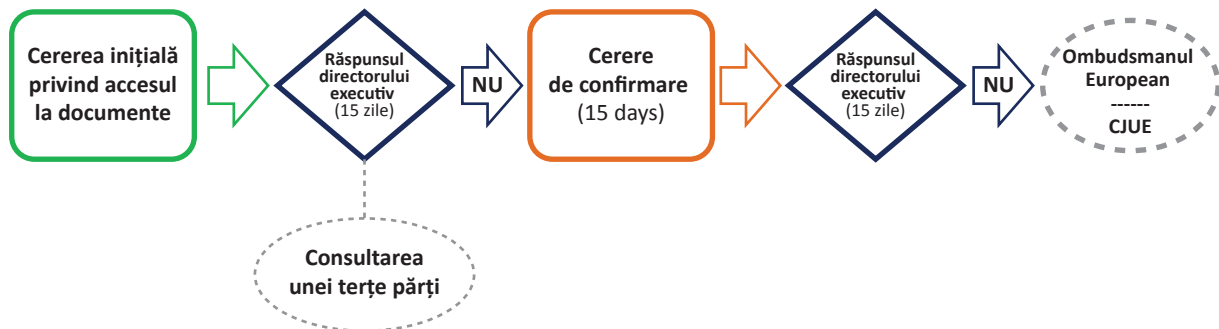 Cererea inițială
privind accesul
la documente
Răspunsul
directorului
executiv
(15 zile)
NU
Cerere
de confirmare
(15 days)
Răspunsul
directorului
executiv
(15 zile)
NU
Ombudsmanul
European
------
CJUE
Consultarea
unei terțe părți